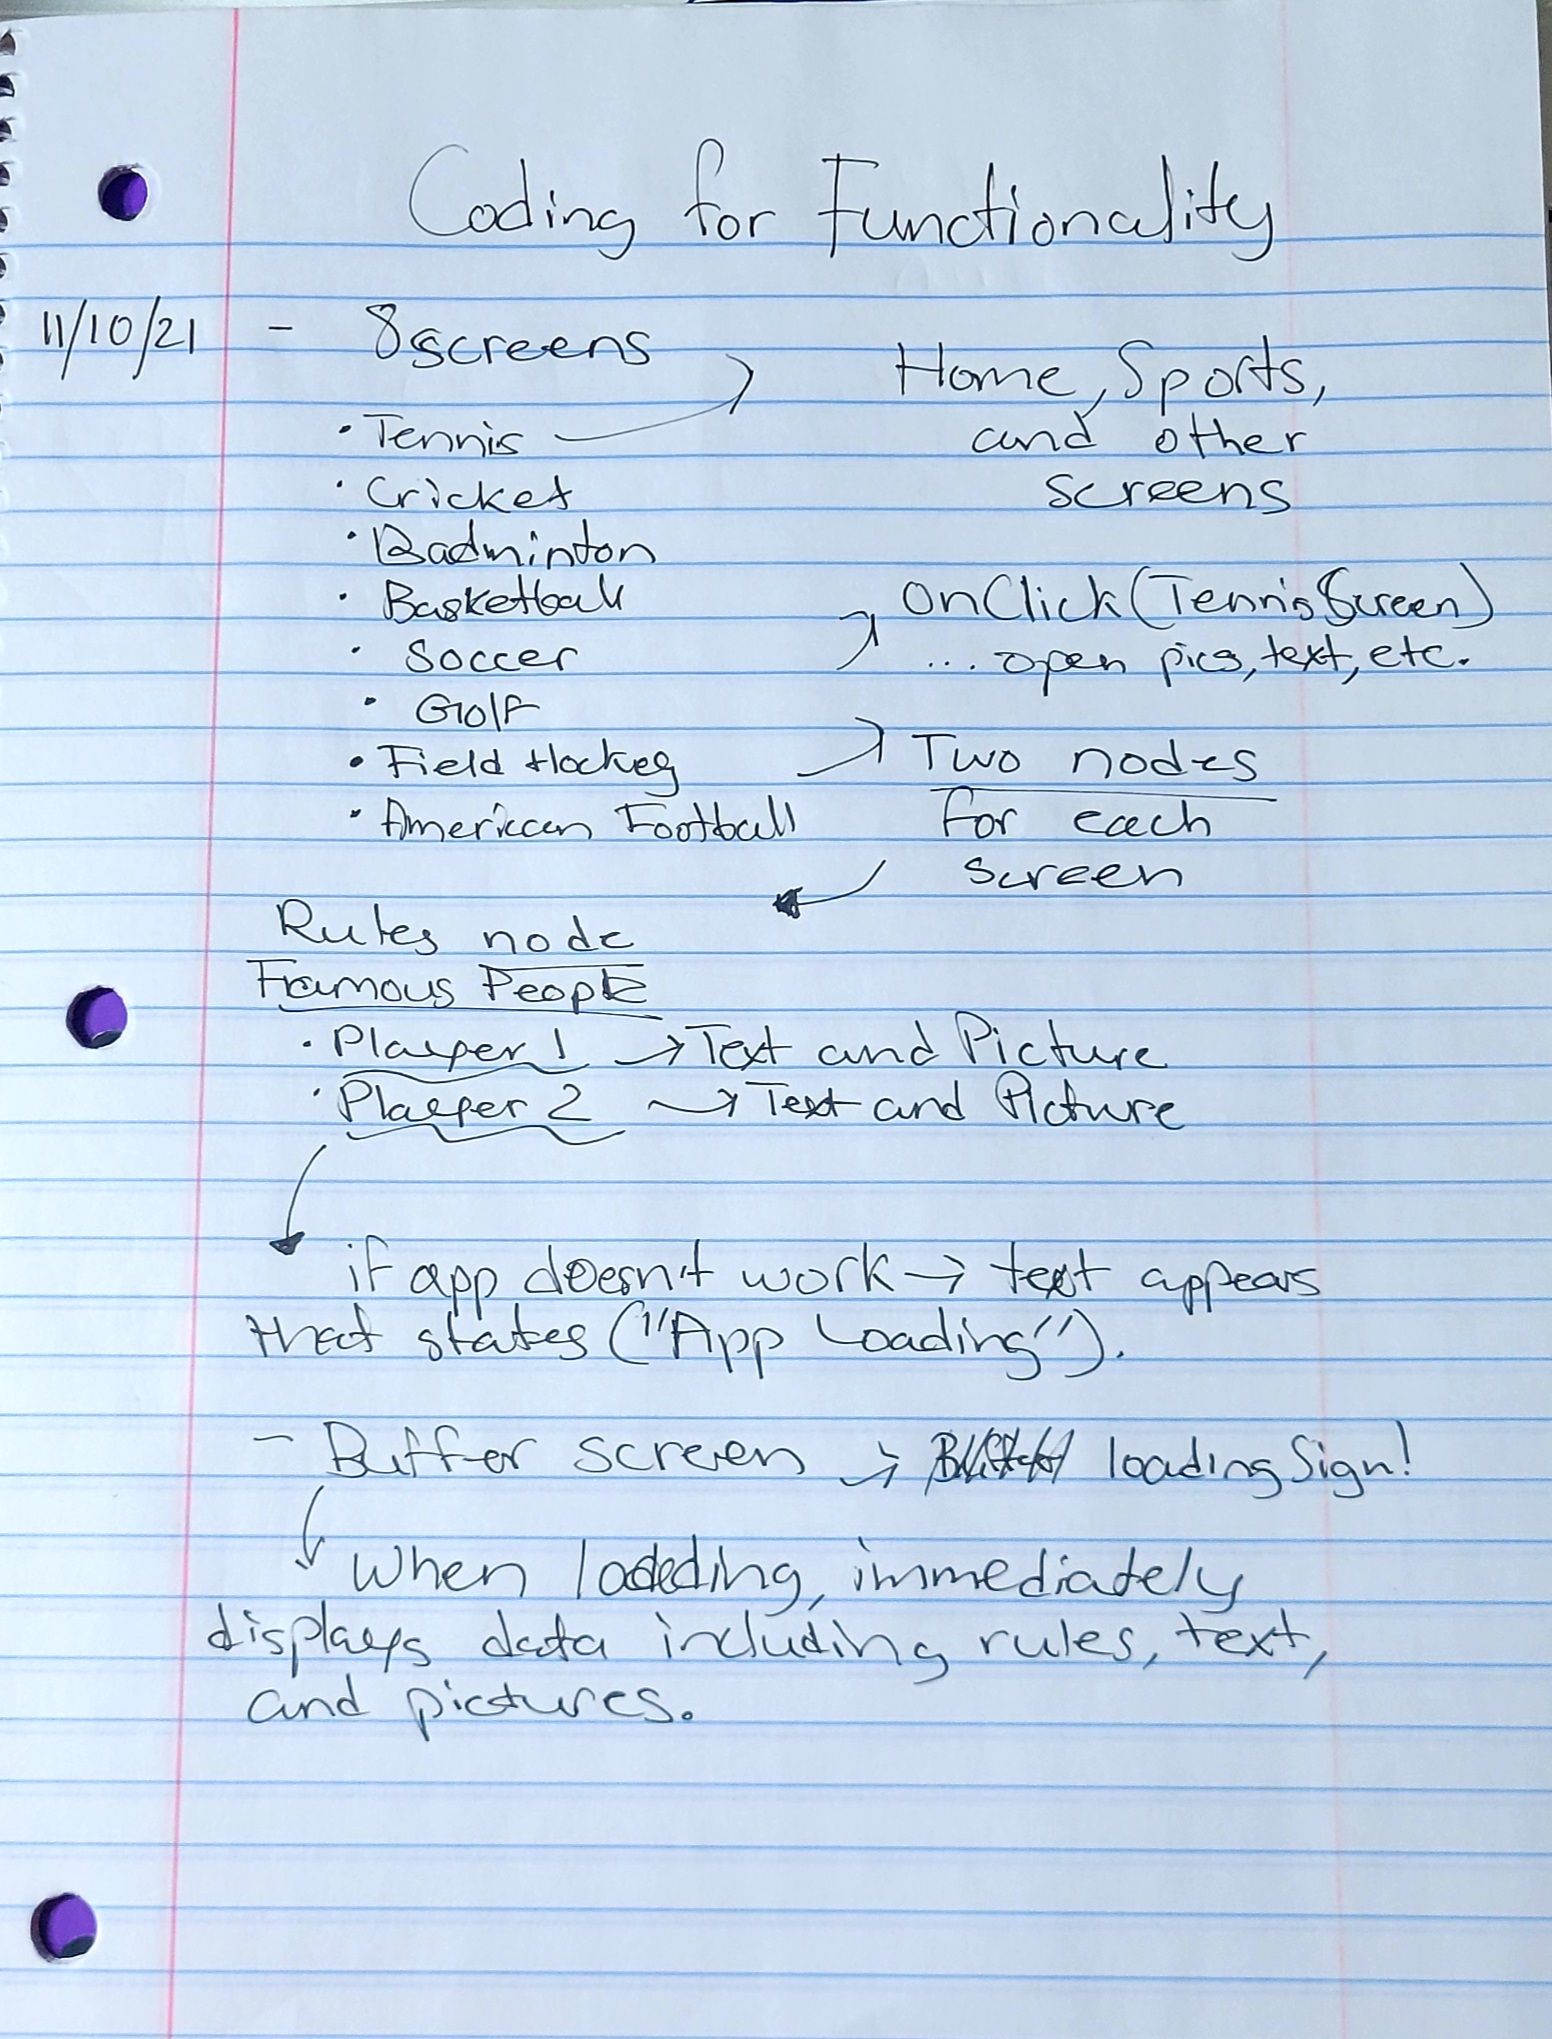 Coding for Functionality
11/10/21 - 8 screens
• Tennis
• Cricket
• Badminton
• Basketball
• Soccer
• Golf
• Field Hockey
• American Football
Home, Sports,
and other
screens
OnClick(Tennis Screen)
... open pics, text, etc.
Two nodes
for each
screen
Rules node
Famous People
• Player 1 → Text and Picture
• Player 2 → Text and Picture
if app doesn't work → text appears
that states ("App Loading").
- Buffer screen → loading Sign!
When loading, immediately
displays data including rules, text,
and pictures.